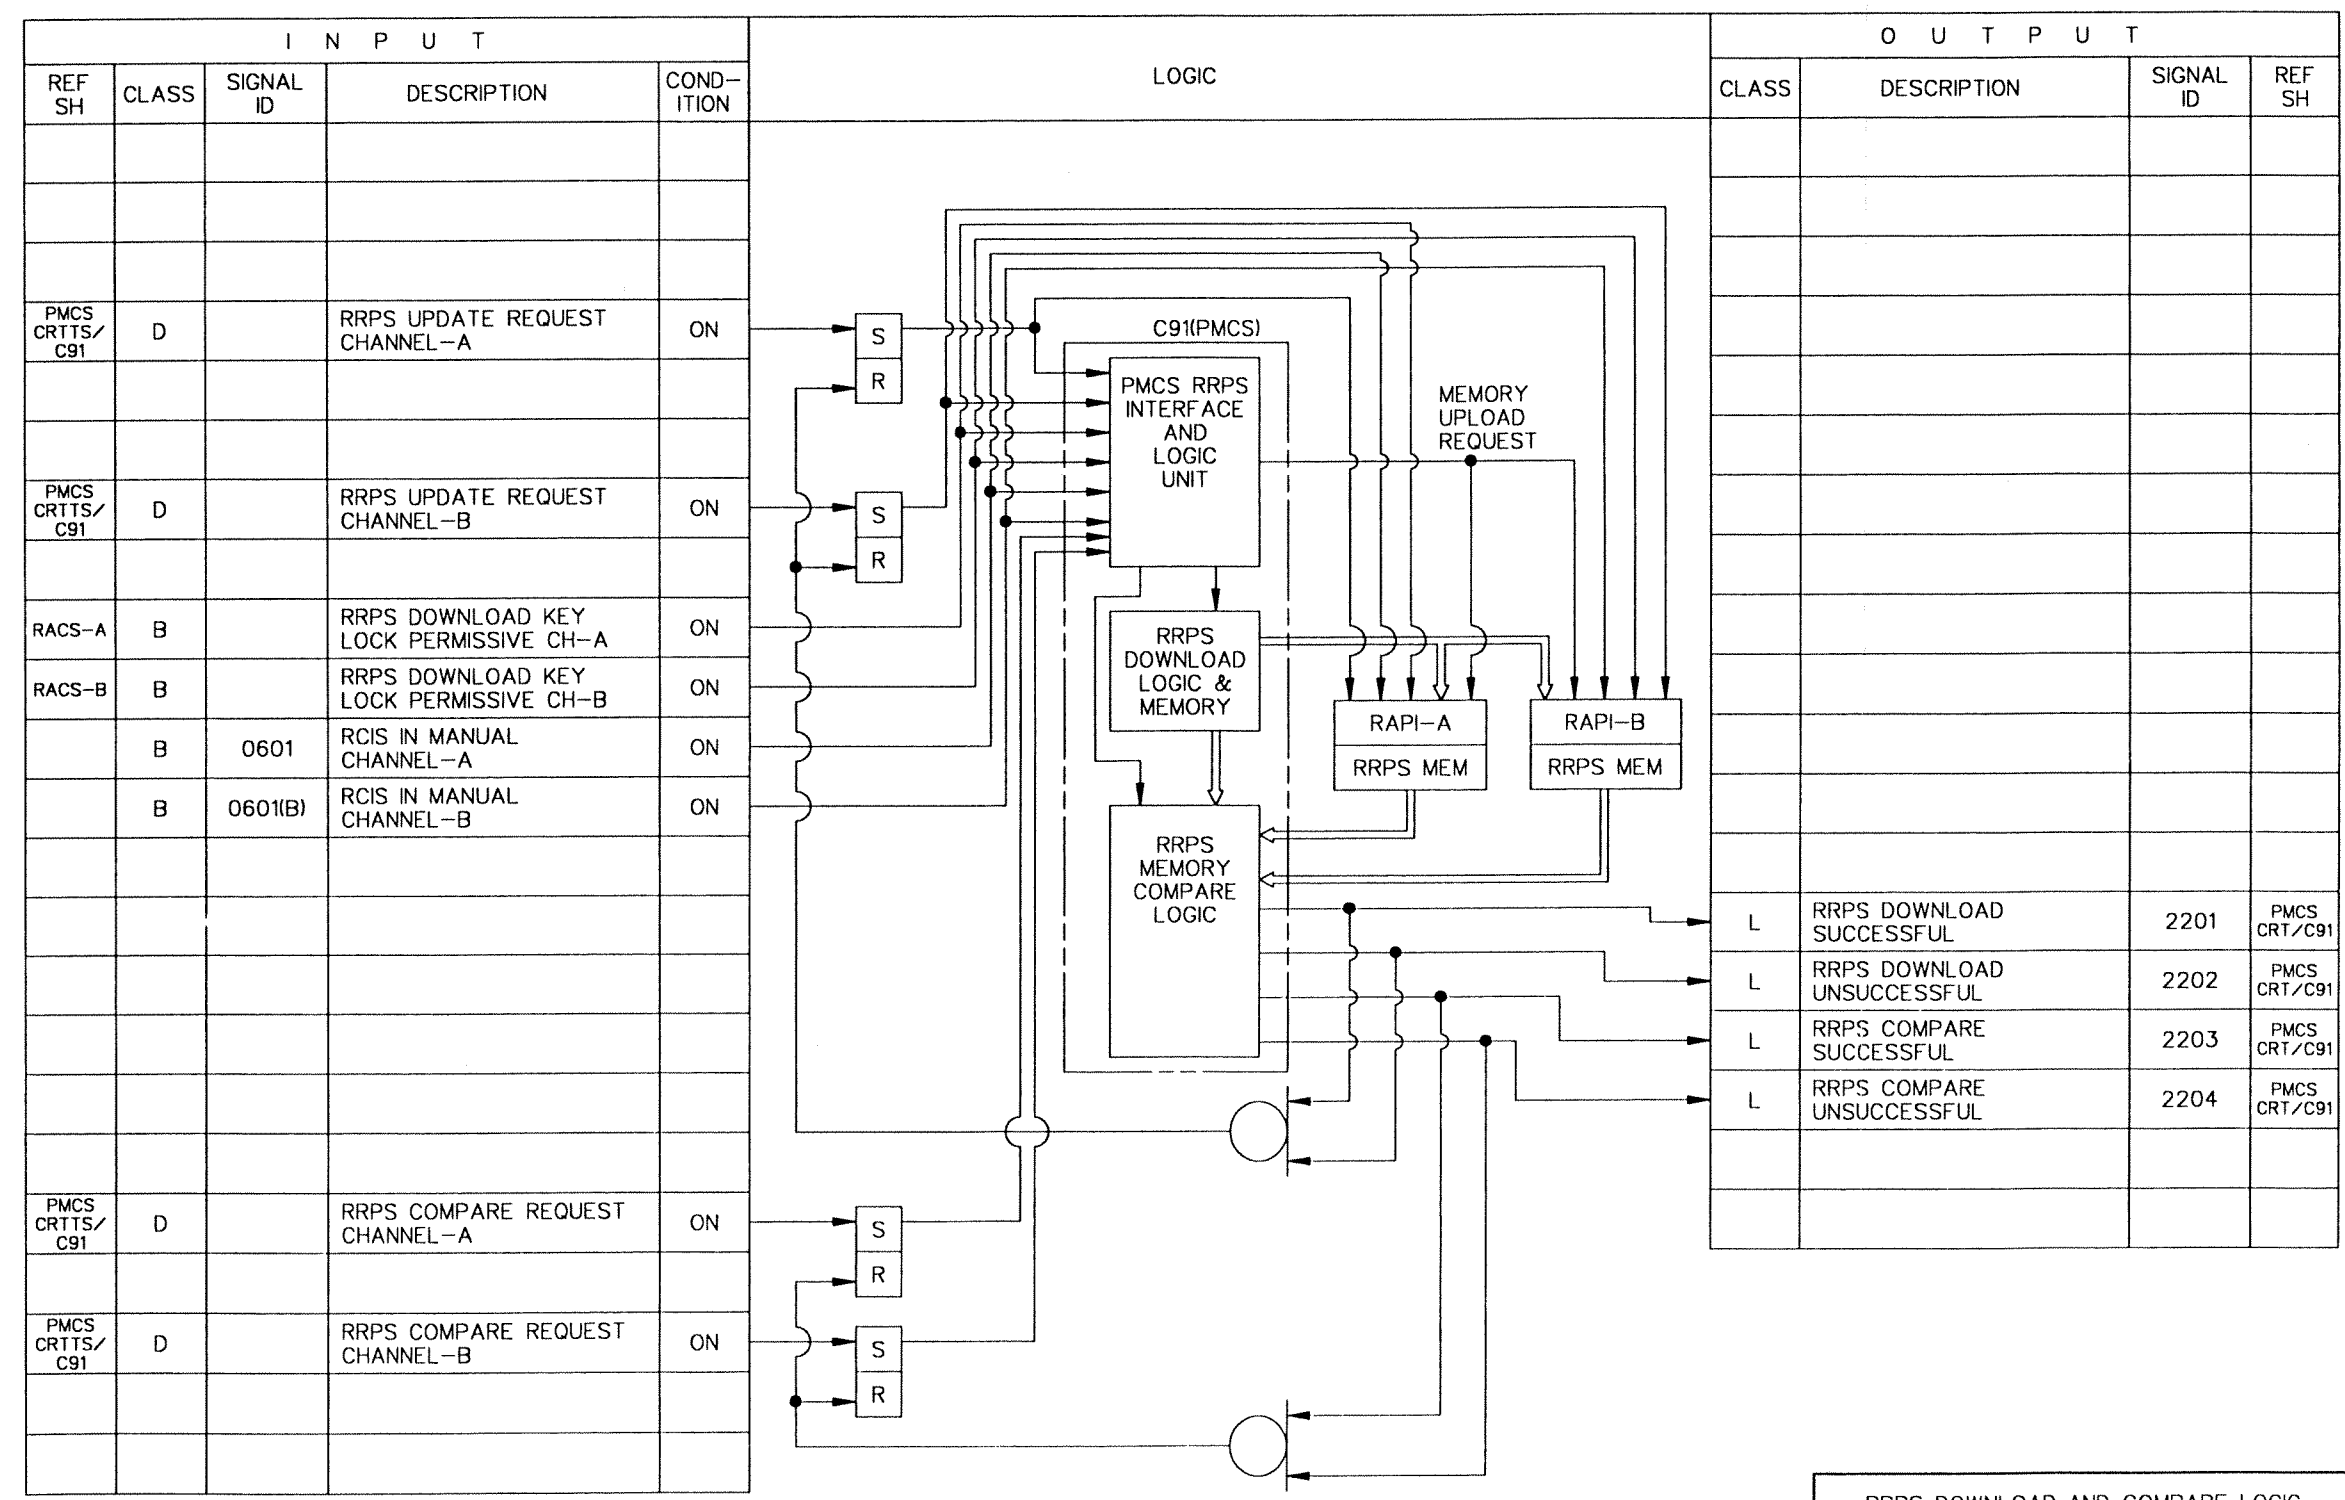 I N P U T
REF
SH
CLASS
SIGNAL
ID
DESCRIPTION
COND-
ITION
LOGIC
O U T P U T
CLASS
DESCRIPTION
SIGNAL
ID
REF
SH
PMCS
CRTTS/
C91
D
RRPS UPDATE REQUEST
CHANNEL-A
ON
PMCS
CRTTS/
C91
D
RRPS UPDATE REQUEST
CHANNEL-B
ON
RACS-A
B
RRPS DOWNLOAD KEY
LOCK PERMISSIVE CH-A
ON
RACS-B
B
RRPS DOWNLOAD KEY
LOCK PERMISSIVE CH-B
ON
B
0601
RCIS IN MANUAL
CHANNEL-A
ON
B
0601(B)
RCIS IN MANUAL
CHANNEL-B
ON
PMCS
CRTTS/
C91
D
RRPS COMPARE REQUEST
CHANNEL-A
ON
PMCS
CRTTS/
C91
D
RRPS COMPARE REQUEST
CHANNEL-B
ON
S
R
S
R
S
R
S
R
C91(PMCS)
PMCS RRPS
INTERFACE
AND
LOGIC
UNIT
MEMORY
UPLOAD
REQUEST
RRPS
DOWNLOAD
LOGIC &
MEMORY
RAPI-A
RRPS MEM
RAPI-B
RRPS MEM
RRPS
MEMORY
COMPARE
LOGIC
L
RRPS DOWNLOAD
SUCCESSFUL
2201
PMCS
CRT/C91
L
RRPS DOWNLOAD
UNSUCCESSFUL
2202
PMCS
CRT/C91
L
RRPS COMPARE
SUCCESSFUL
2203
PMCS
CRT/C91
L
RRPS COMPARE
UNSUCCESSFUL
2204
PMCS
CRT/C91
RRPS DOWNLOAD AND COMPARE LOGIC